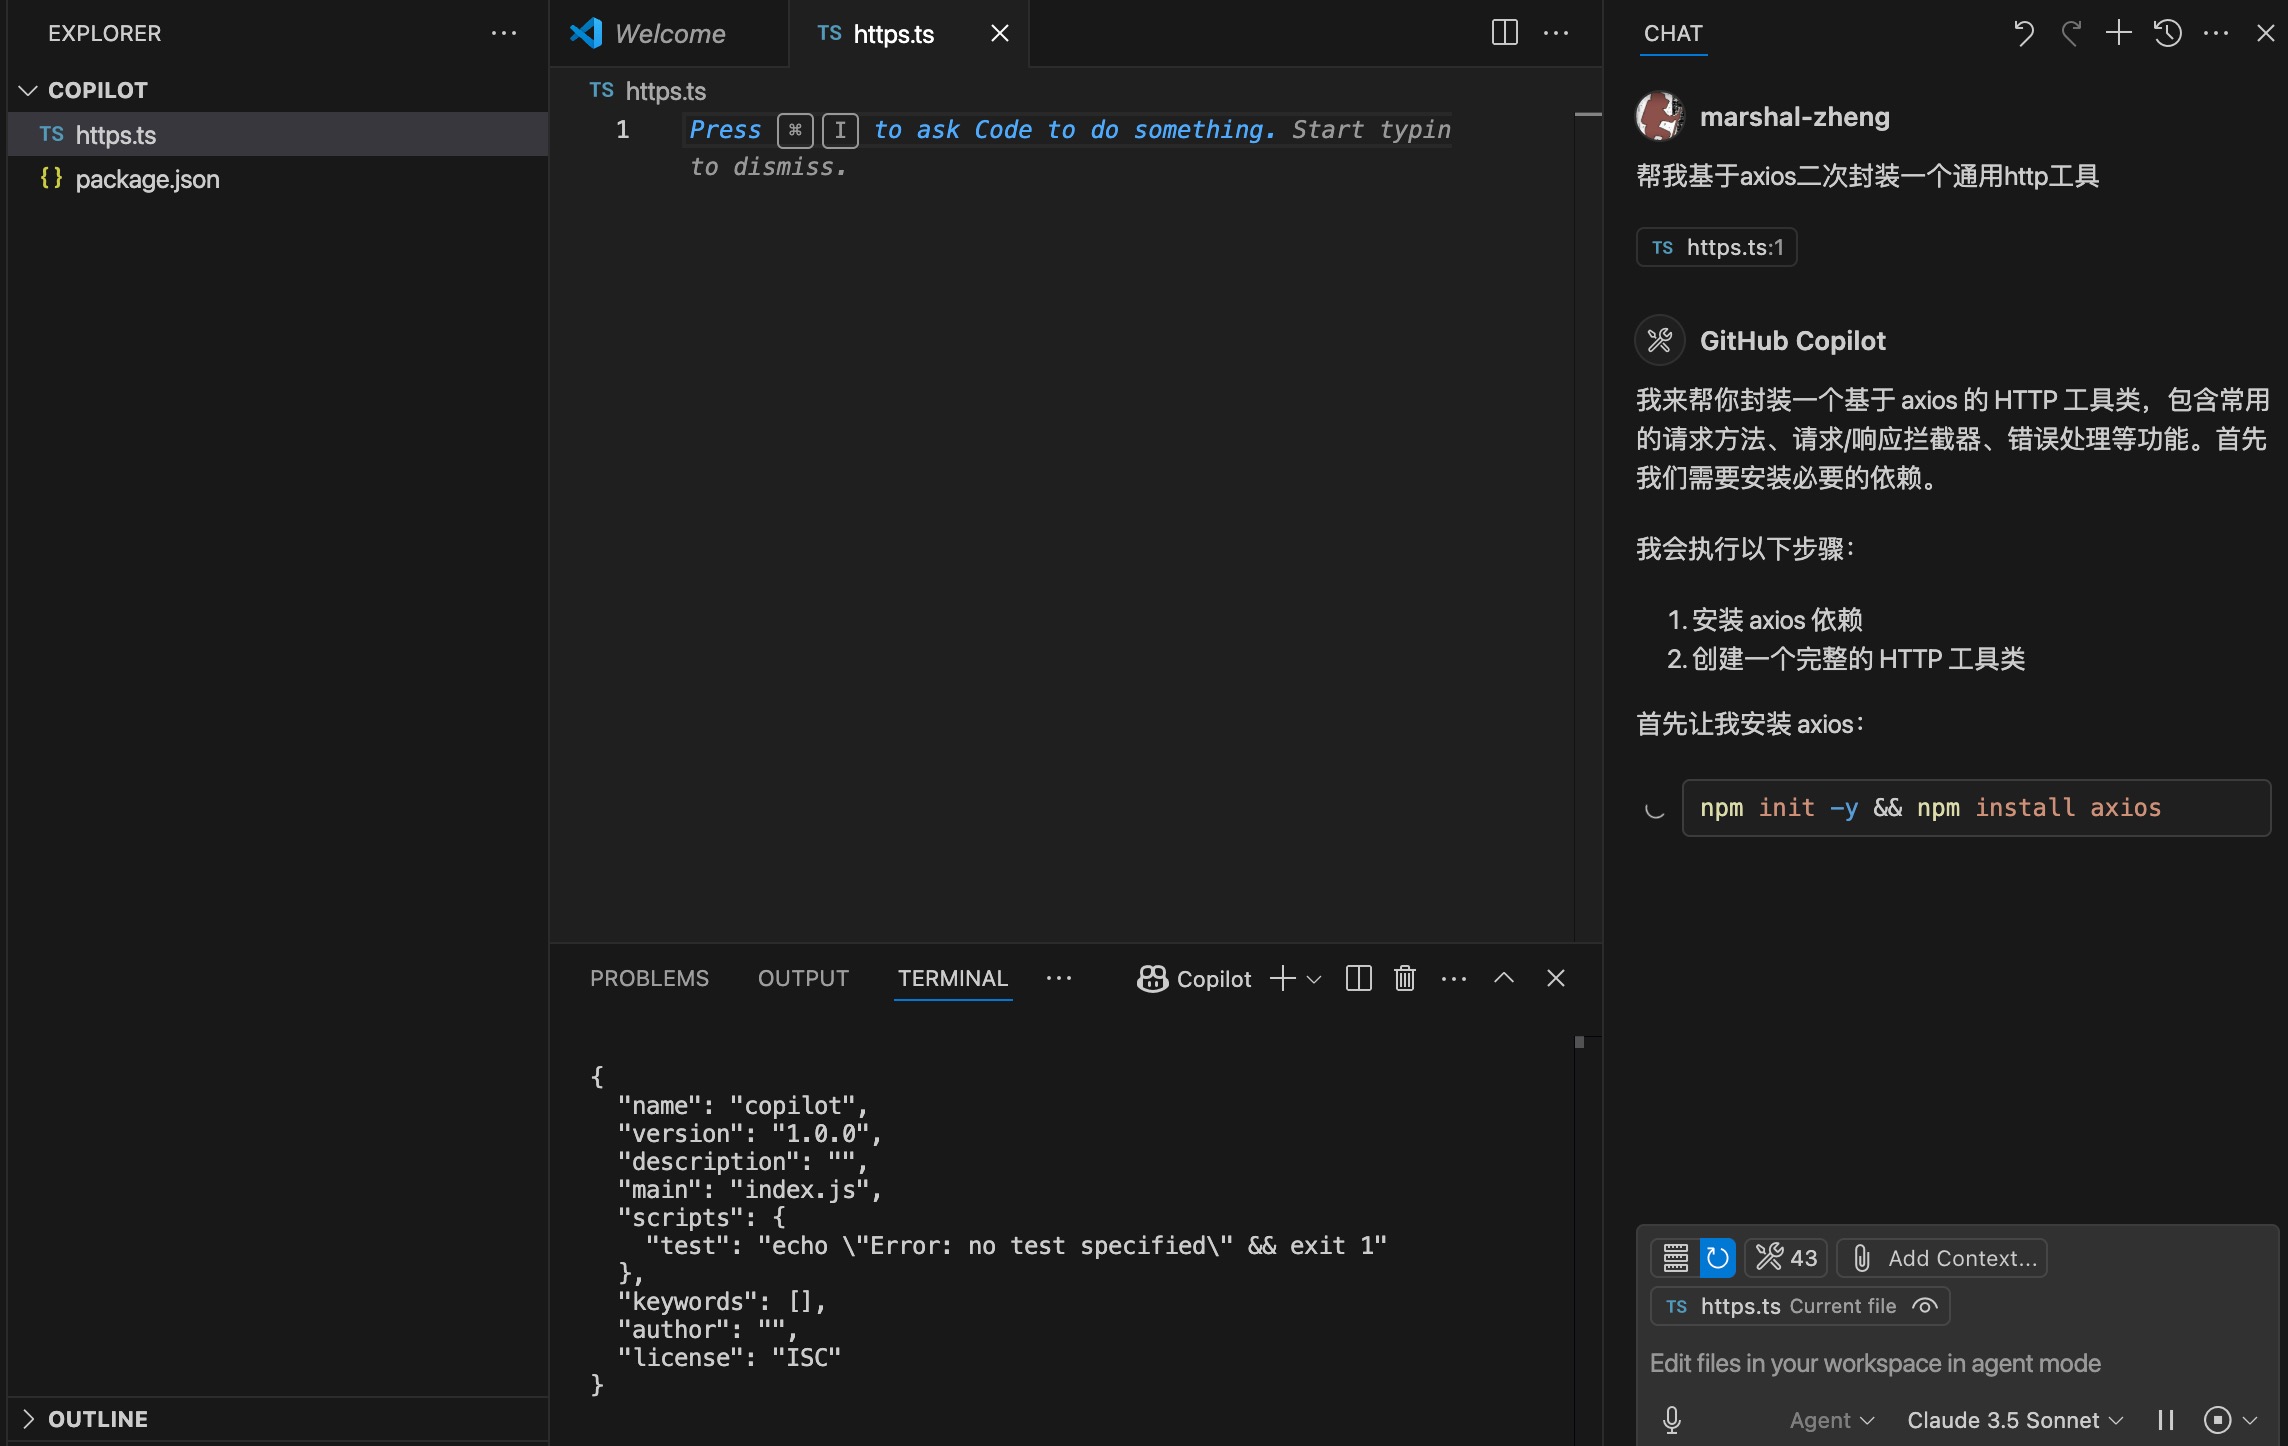 EXPLORER
COPILOT
TS https.ts
{} package.json
OUTLINE
Welcome
TS https.ts
TS https.ts
1
Press ⌘ I to ask Code to do something. Start typin
to dismiss.
PROBLEMS OUTPUT TERMINAL
Copilot
{
"name": "copilot",
"version": "1.0.0",
"description": "",
"main": "index.js",
"scripts": {
"test": "echo \"Error: no test specified\" && exit 1"
},
"keywords": [],
"author": "",
"license": "ISC"
}
CHAT
marshal-zheng
帮我基于axios二次封装一个通用http工具
TS https.ts:1
GitHub Copilot
我来帮你封装一个基于 axios 的 HTTP 工具类，包含常用
的请求方法、请求/响应拦截器、错误处理等功能。首先
我们需要安装必要的依赖。
我会执行以下步骤：
1. 安装 axios 依赖
2. 创建一个完整的 HTTP 工具类
首先让我安装 axios：
npm init -y && npm install axios
43
Add Context...
TS https.ts Current file
Edit files in your workspace in agent mode
Agent
Claude 3.5 Sonnet